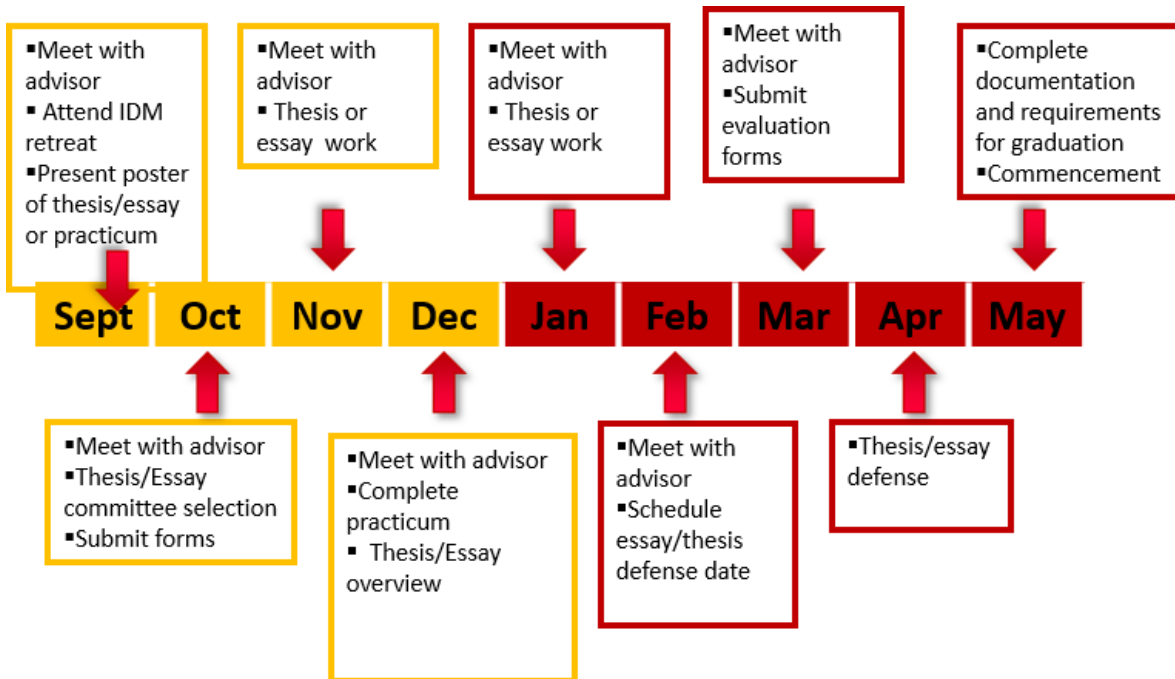 ▪Meet with
advisor
▪ Attend IDM
retreat
▪Present poster
of thesis/essay
or practicum
▪Meet with
advisor
▪ Thesis or
essay work
▪Meet with
advisor
▪ Thesis or
essay work
▪Meet with
advisor
▪Submit
evaluation
forms
▪Complete
documentation
and requirements
for graduation
▪Commencement
Sept Oct Nov Dec Jan Feb Mar Apr May
▪Meet with advisor
▪Thesis/Essay
committee selection
▪Submit forms
▪Meet with advisor
▪Complete
practicum
▪ Thesis/Essay
overview
▪Meet with
advisor
▪Schedule
essay/thesis
defense date
▪Thesis/essay
defense